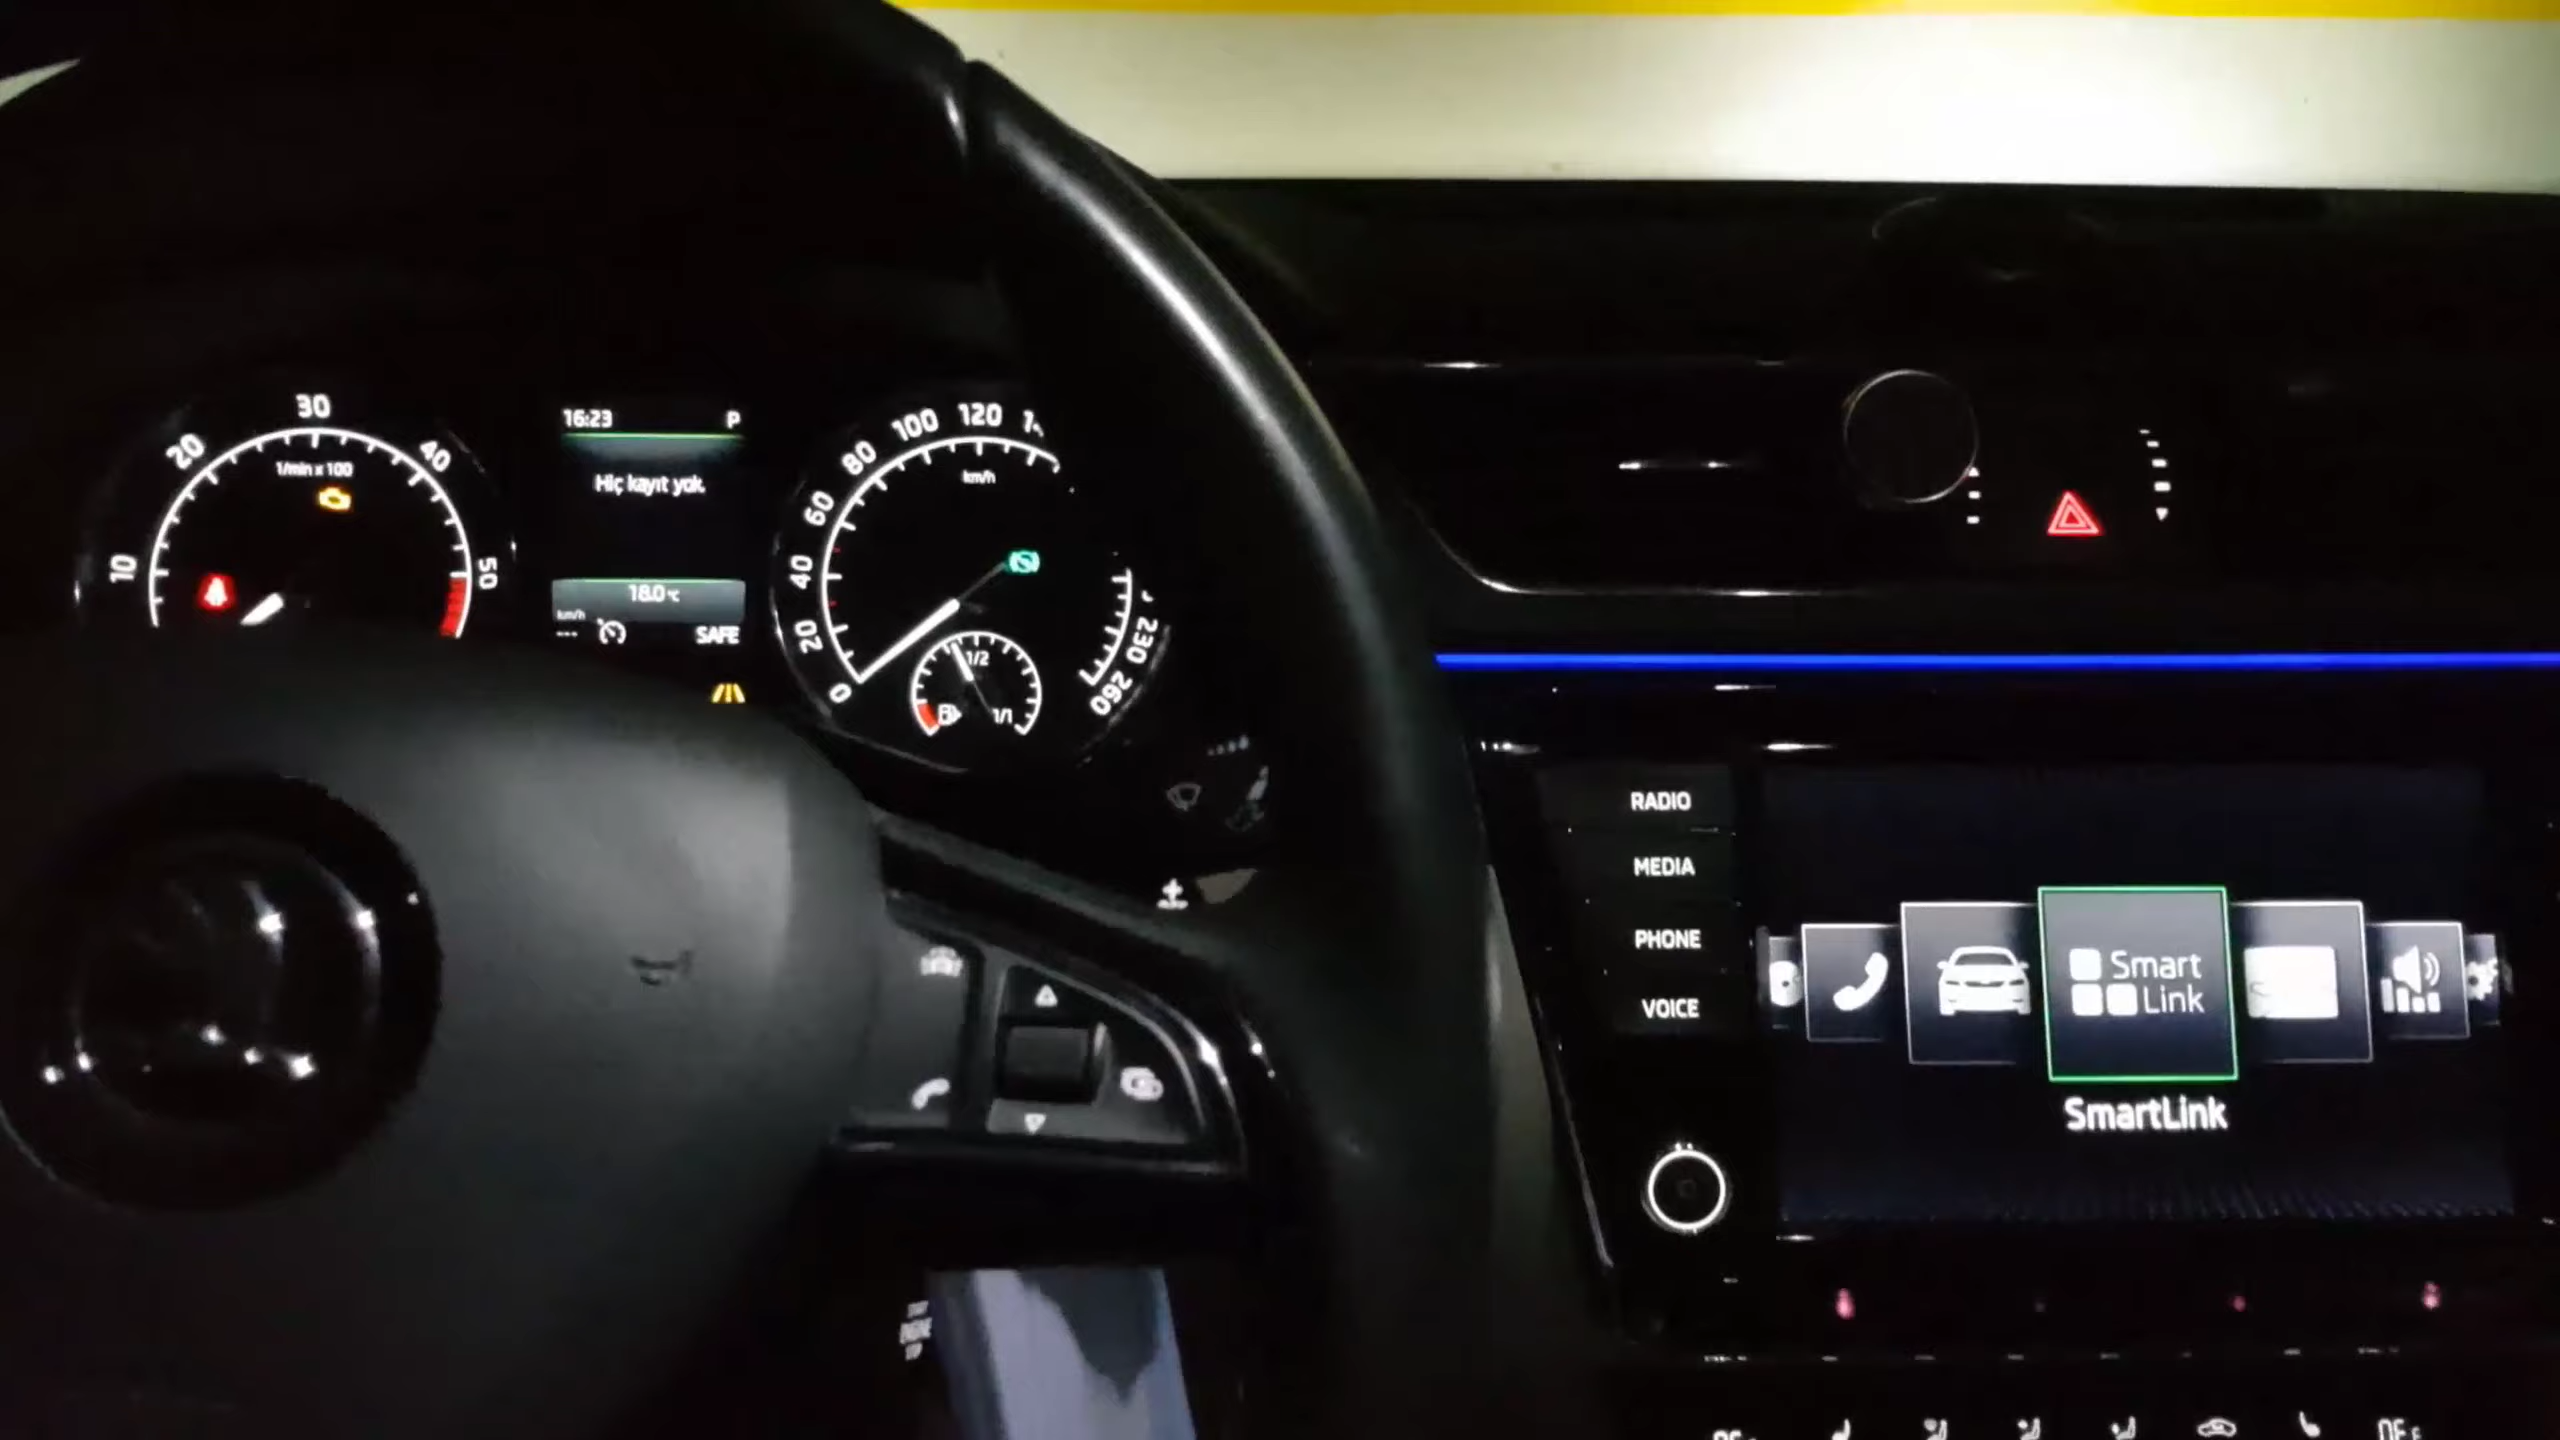 10
20
30
40
50
1/min x 100
16:23 P
Hiç kayıt yok.
18.0 °C
km/h
--- SAFE
0
20
40
60
80
100
120
230
260
km/h
1/2
1/1
RADIO
MEDIA
PHONE
VOICE
Smart
Link
SmartLink